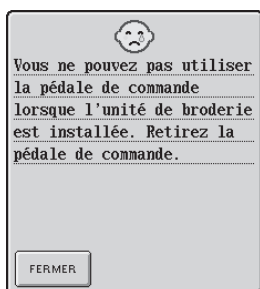 Vous ne pouvez pas utiliser
la pédale de commande
lorsque l'unité de broderie
est installée. Retirez la
pédale de commande.
FERMER